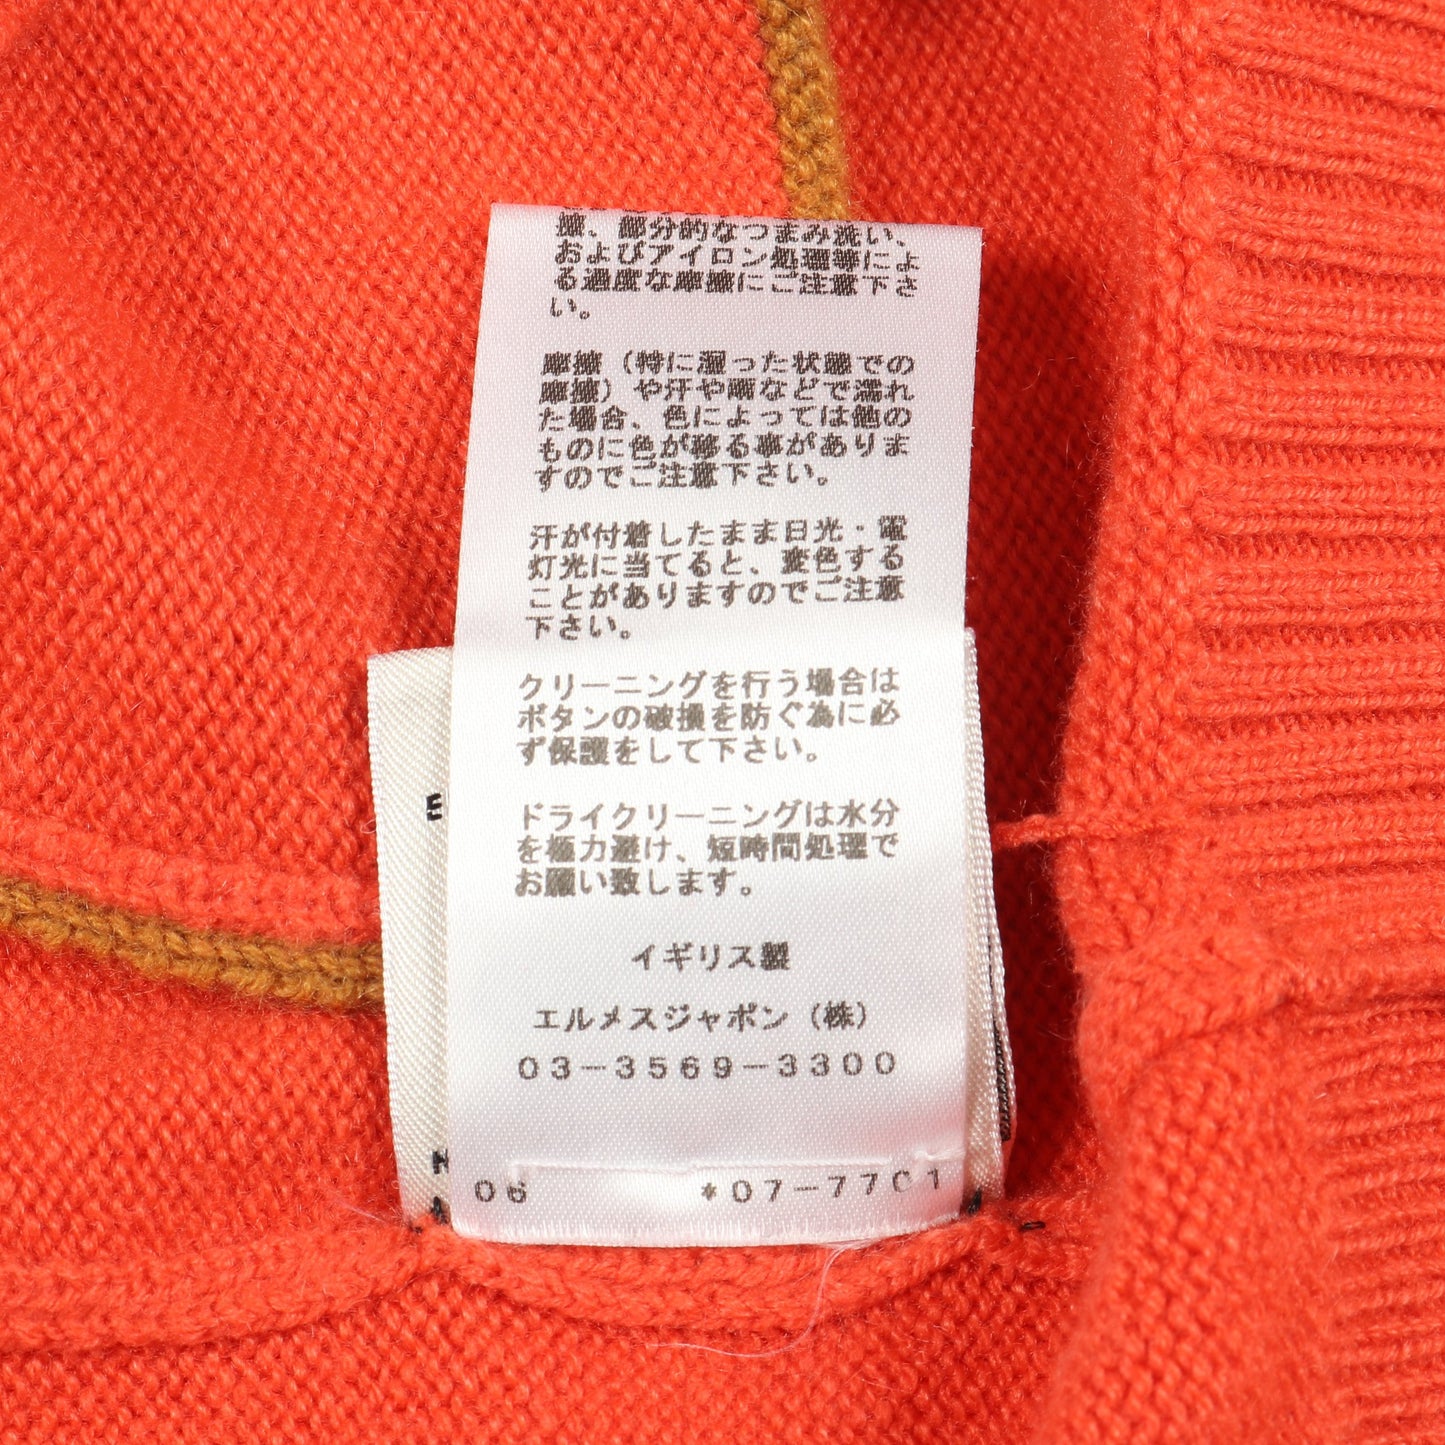 擦、部分的なつまみ洗い、
およびアイロン処理等によ
る過度な摩擦にご注意下さ
い。
摩擦（特に湿った状態での
摩擦）や汗や雨などで濡れ
た場合、色によっては他の
ものに色が移る事がありま
すのでご注意下さい。
汗が付着したまま日光・電
灯光に当てると、変色する
ことがありますのでご注意
下さい。
クリーニングを行う場合は
ボタンの破損を防ぐ為に必
ず保護をして下さい。
ドライクリーニングは水分
を極力避け、短時間処理で
お願い致します。
イギリス製
エルメスジャポン（株）
03-3569-3300
06 *07-7701